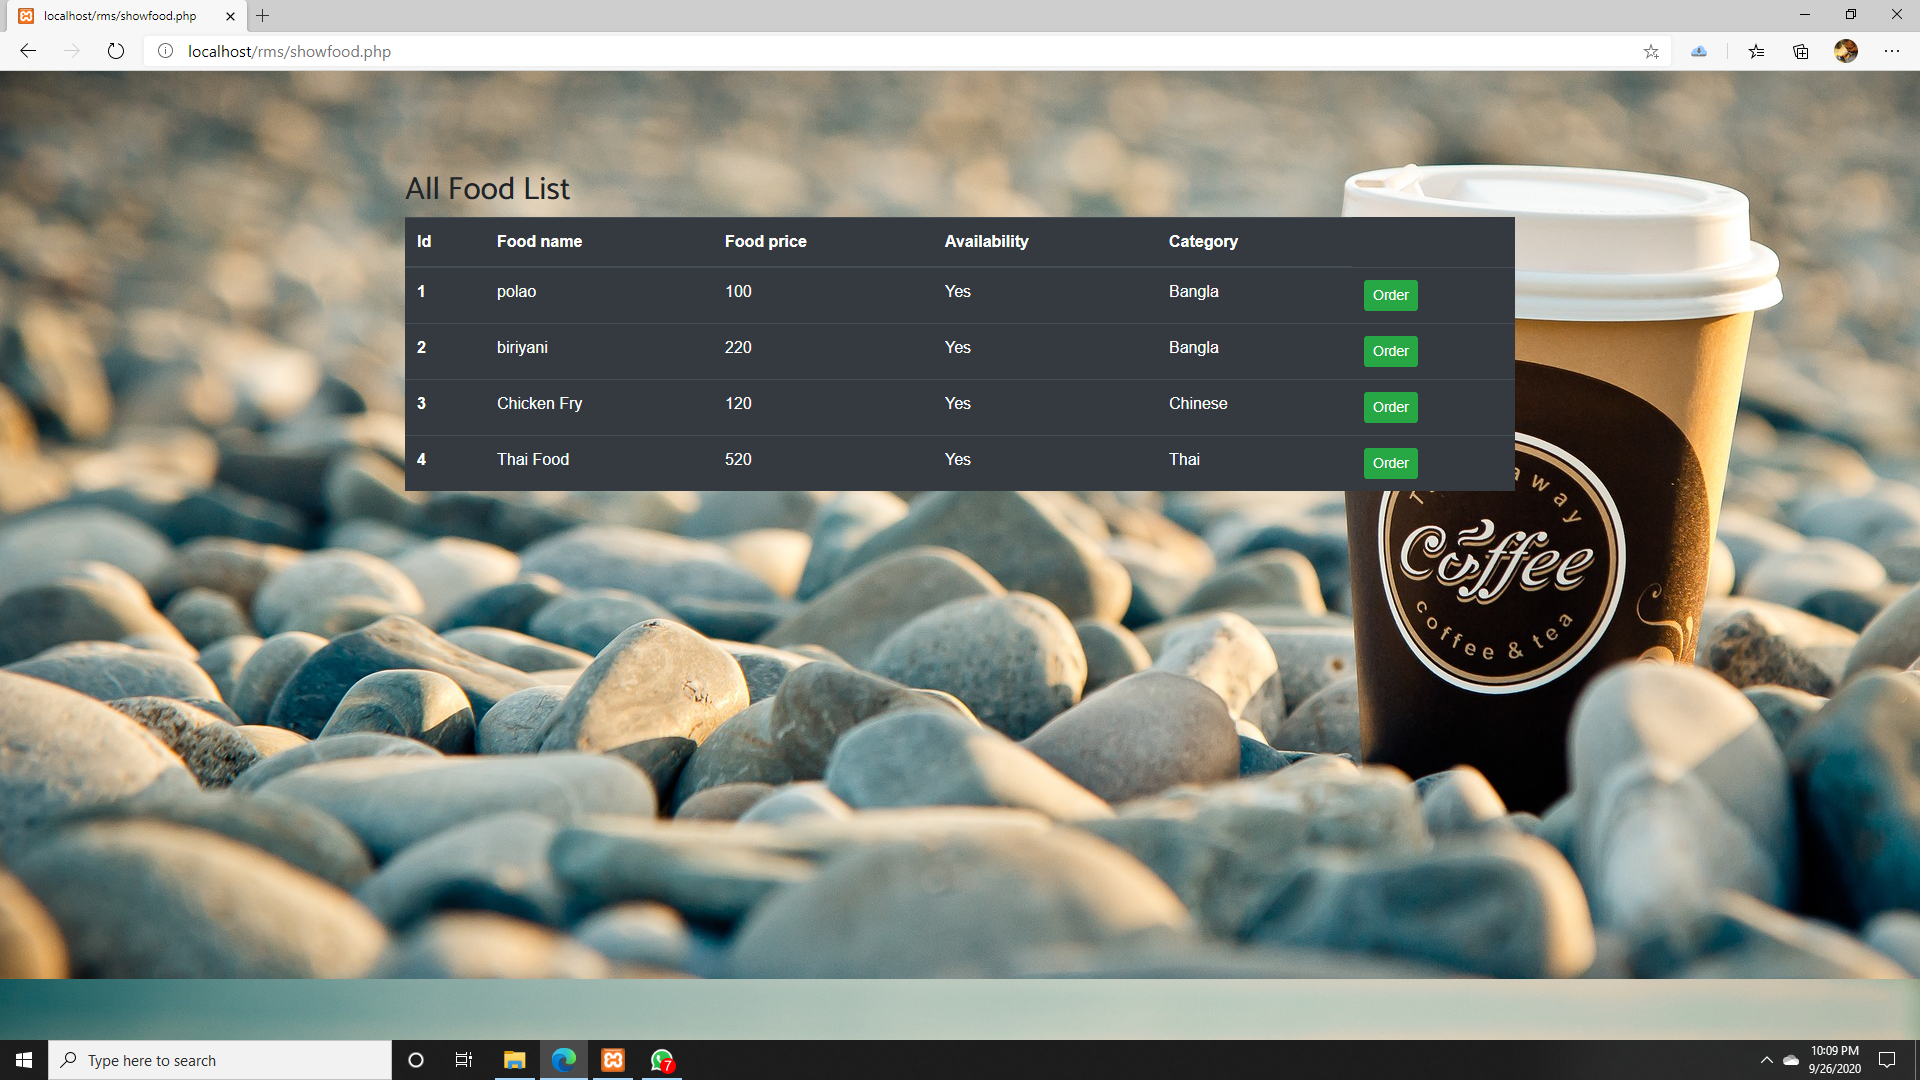 localhost/rms/showfood.php
localhost/rms/showfood.php
All Food List
Id Food name Food price Availability Category
1 polao 100 Yes Bangla Order
2 biriyani 220 Yes Bangla Order
3 Chicken Fry 120 Yes Chinese Order
4 Thai Food 520 Yes Thai Order
away
Coffee
coffee & tea
Type here to search
7
10:09 PM
9/26/2020